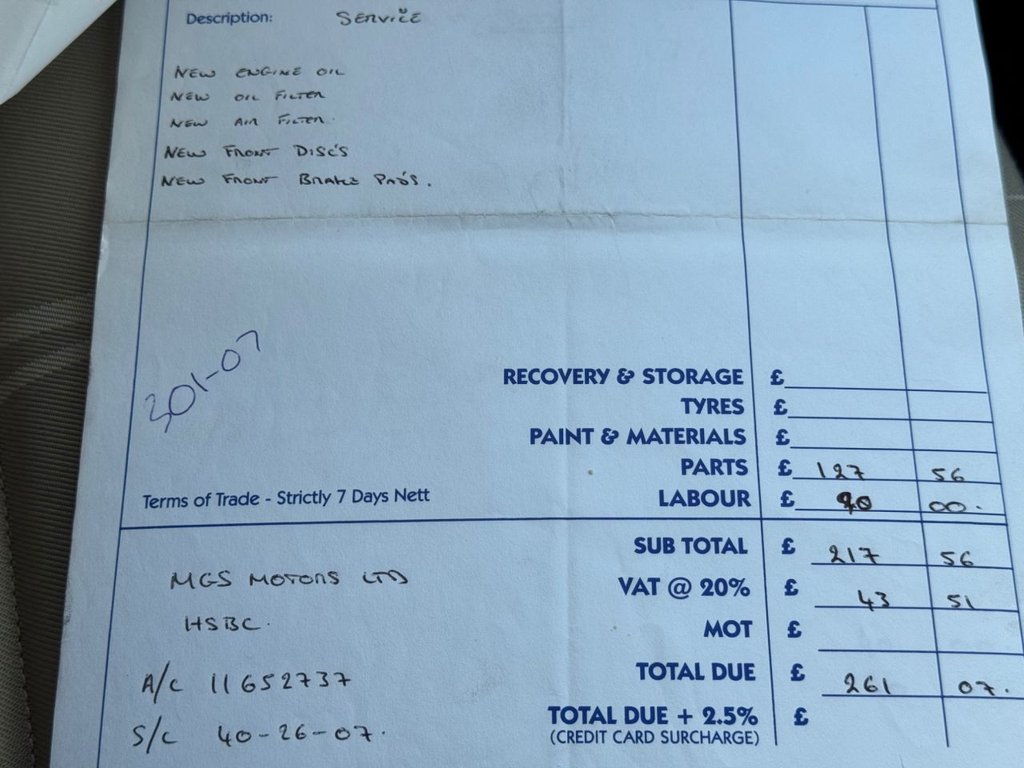 Description: SERVICE
NEW ENGINE OIL
NEW OIL FILTER
NEW AIR FILTER.
NEW FRONT DISC'S
NEW FRONT BRAKE PAD'S.
301-07
RECOVERY & STORAGE £
TYRES £
PAINT & MATERIALS £
PARTS £ 127 56
Terms of Trade - Strictly 7 Days Nett
LABOUR £ 90 00.
SUB TOTAL £ 217 56
MGS MOTORS LTD
VAT @ 20% £ 43 51
HSBC.
MOT £
A/C 11652737
TOTAL DUE £ 261 07.
S/C 40-26-07.
TOTAL DUE + 2.5% £
(CREDIT CARD SURCHARGE)